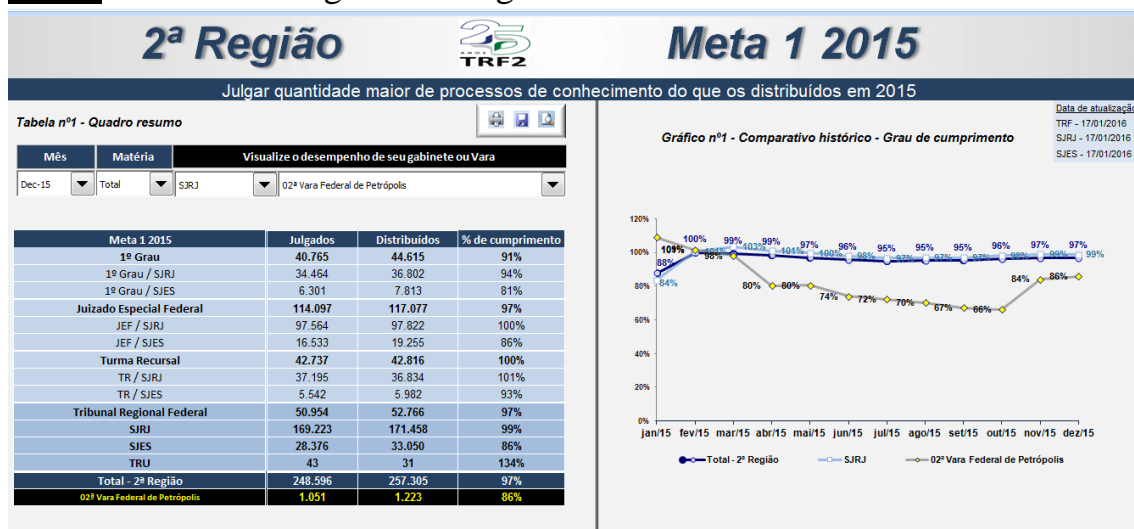 2ª Região
25
ANOS
TRF2
Meta 1 2015
Julgar quantidade maior de processos de conhecimento do que os distribuídos em 2015
Tabela nº1 - Quadro resumo
Mês Matéria Visualize o desempenho de seu gabinete ou Vara
Dec-15 Total SJRJ 02ª Vara Federal de Petrópolis
Meta 1 2015 Julgados Distribuídos % de cumprimento
1º Grau 40.765 44.615 91%
1º Grau / SJRJ 34.464 36.802 94%
1º Grau / SJES 6.301 7.813 81%
Juizado Especial Federal 114.097 117.077 97%
JEF / SJRJ 97.564 97.822 100%
JEF / SJES 16.533 19.255 86%
Turma Recursal 42.737 42.816 100%
TR / SJRJ 37.195 36.834 101%
TR / SJES 5.542 5.982 93%
Tribunal Regional Federal 50.954 52.766 97%
SJRJ 169.223 171.458 99%
SJES 28.376 33.050 86%
TRU 43 31 134%
Total - 2ª Região 248.596 257.305 97%
02ª Vara Federal de Petrópolis 1.051 1.223 86%
Data de atualização
TRF - 17/01/2016
SJRJ - 17/01/2016
SJES - 17/01/2016
Gráfico nº1 - Comparativo histórico - Grau de cumprimento
120%
100%
80%
60%
40%
20%
0%
88% 100% 99% 99% 97% 96% 95% 95% 95% 96% 97% 97%
84% 103% 101% 100% 98% 97% 97% 97% 98% 99% 99%
109% 98% 80% 80% 74% 72% 70% 67% 66% 84% 86%
jan/15 fev/15 mar/15 abr/15 mai/15 jun/15 jul/15 ago/15 set/15 out/15 nov/15 dez/15
Total - 2ª Região SJRJ 02ª Vara Federal de Petrópolis